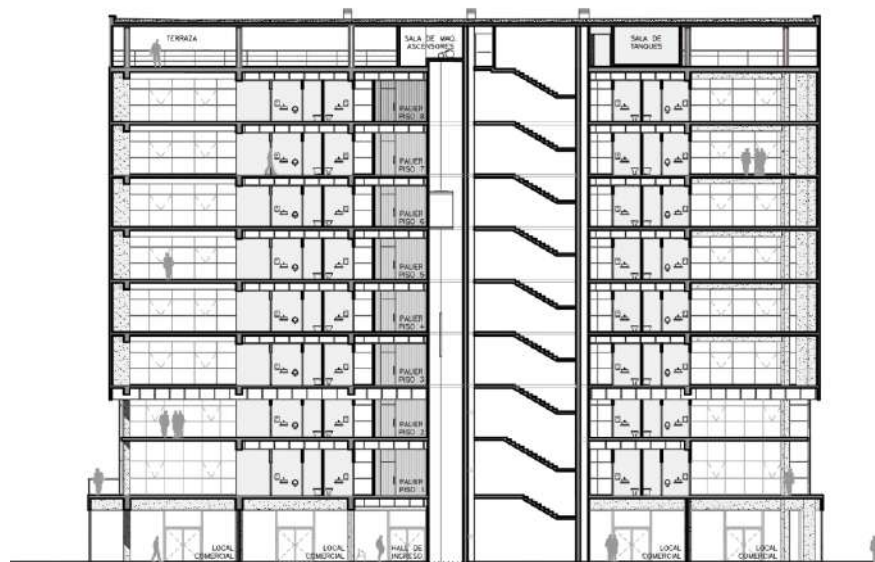 TERRAZA
SALA DE MAQ.
ASCENSORES
SALA DE
TANQUES
PALIER
PISO 8
PALIER
PISO 7
PALIER
PISO 6
PALIER
PISO 5
PALIER
PISO 4
PALIER
PISO 3
PALIER
PISO 2
PALIER
PISO 1
LOCAL
COMERCIAL
LOCAL
COMERCIAL
HALL DE
INGRESO
LOCAL
COMERCIAL
LOCAL
COMERCIAL